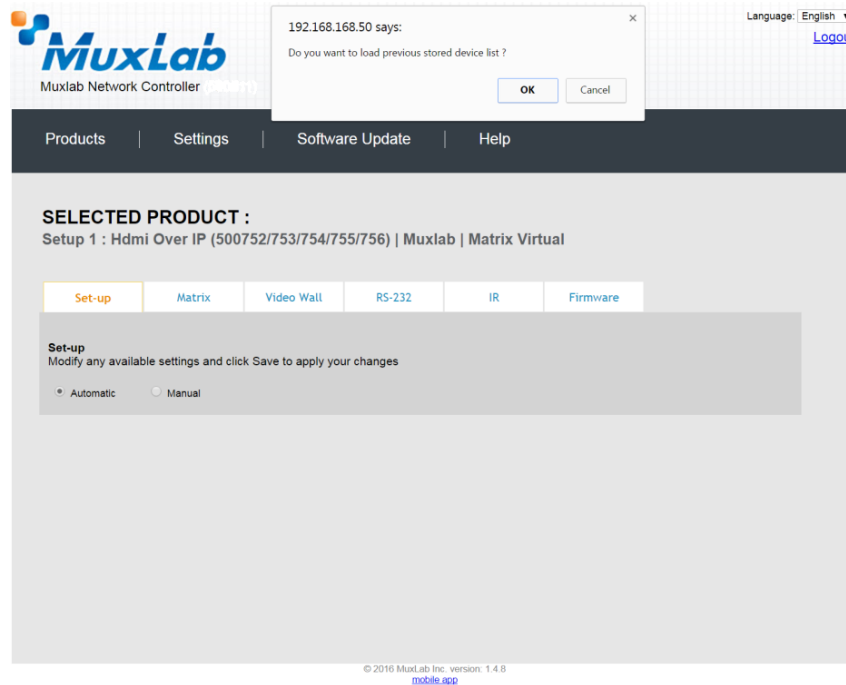 192.168.168.50 says:
×
Do you want to load previous stored device list ?
OK
Cancel
Language: English
Logou
MuxLab
Muxlab Network Controller
Products
Settings
Software Update
Help
SELECTED PRODUCT :
Setup 1 : Hdmi Over IP (500752/753/754/755/756) | Muxlab | Matrix Virtual
Set-up
Matrix
Video Wall
RS-232
IR
Firmware
Set-up
Modify any available settings and click Save to apply your changes
Automatic
Manual
© 2016 MuxLab Inc. version: 1.4.8
mobile app